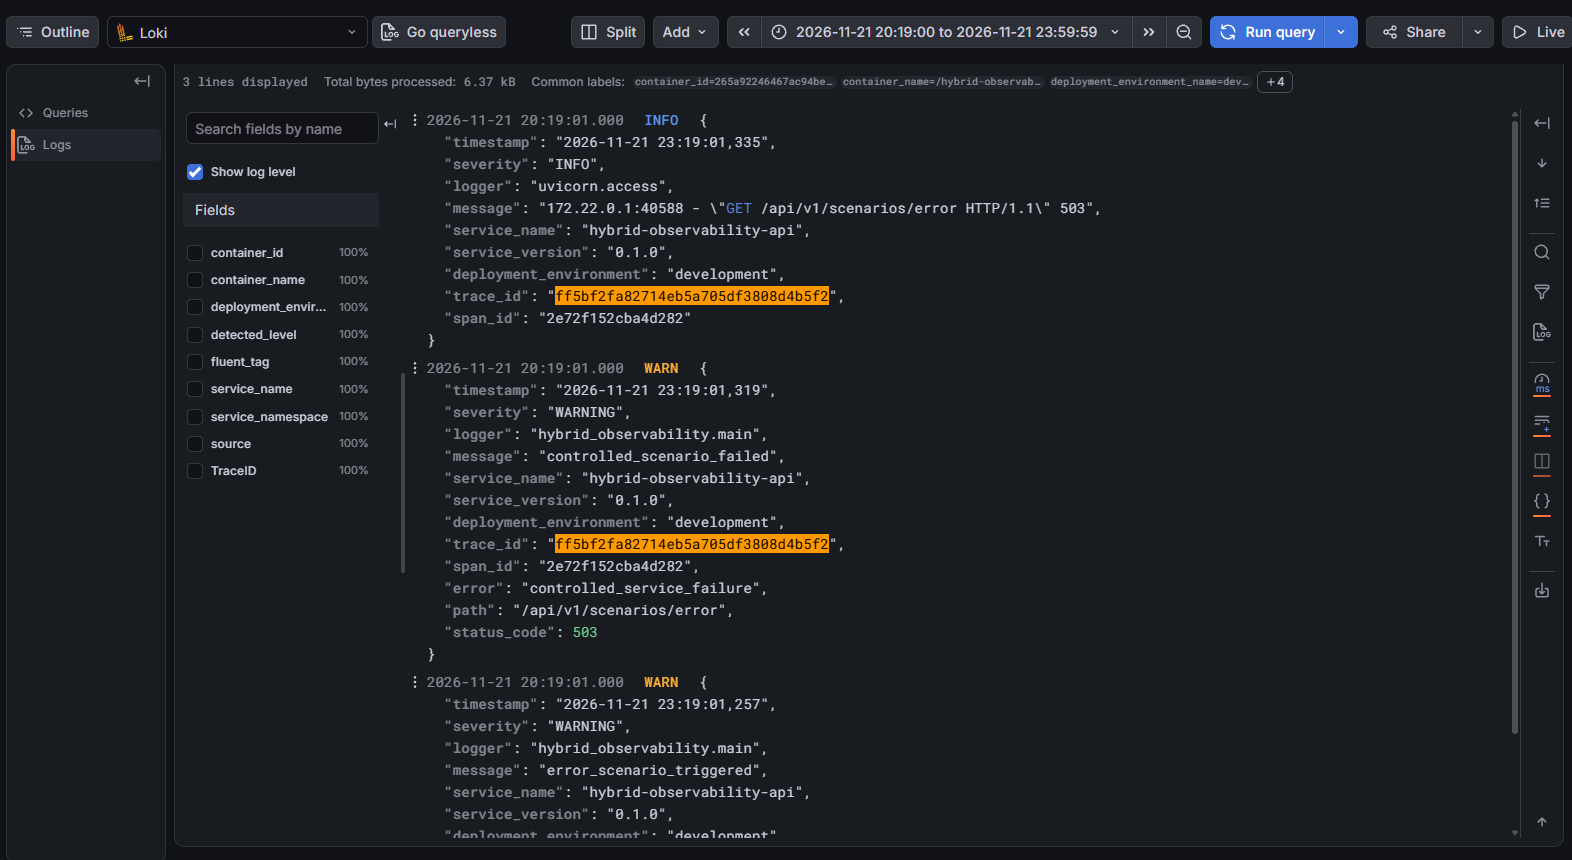 Outline
Loki
Go queryless
Split
Add
2026-11-21 20:19:00 to 2026-11-21 23:59:59
Run query
Share
Live
Queries
Logs
3 lines displayed Total bytes processed: 6.37 kB Common labels: container_id=265a92246467ac94be… container_name=/hybrid-observab… deployment_environment_name=dev… +4
Search fields by name
Show log level
Fields
container_id 100%
container_name 100%
deployment_envir... 100%
detected_level 100%
fluent_tag 100%
service_name 100%
service_namespace 100%
source 100%
TraceID 100%
2026-11-21 20:19:01.000 INFO {
"timestamp": "2026-11-21 23:19:01,335",
"severity": "INFO",
"logger": "uvicorn.access",
"message": "172.22.0.1:40588 - \"GET /api/v1/scenarios/error HTTP/1.1\" 503",
"service_name": "hybrid-observability-api",
"service_version": "0.1.0",
"deployment_environment": "development",
"trace_id": "ff5bf2fa82714eb5a705df3808d4b5f2",
"span_id": "2e72f152cba4d282"
}
2026-11-21 20:19:01.000 WARN {
"timestamp": "2026-11-21 23:19:01,319",
"severity": "WARNING",
"logger": "hybrid_observability.main",
"message": "controlled_scenario_failed",
"service_name": "hybrid-observability-api",
"service_version": "0.1.0",
"deployment_environment": "development",
"trace_id": "ff5bf2fa82714eb5a705df3808d4b5f2",
"span_id": "2e72f152cba4d282",
"error": "controlled_service_failure",
"path": "/api/v1/scenarios/error",
"status_code": 503
}
2026-11-21 20:19:01.000 WARN {
"timestamp": "2026-11-21 23:19:01,257",
"severity": "WARNING",
"logger": "hybrid_observability.main",
"message": "error_scenario_triggered",
"service_name": "hybrid-observability-api",
"service_version": "0.1.0",
"deployment_environment": "development"
LOG
ms
Tт